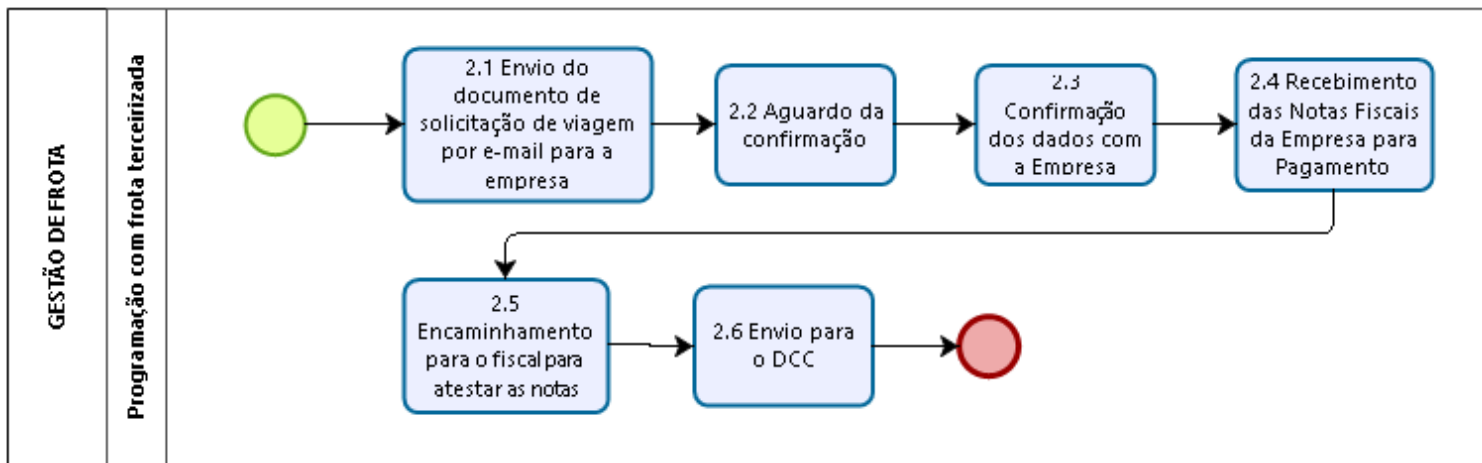 GESTÃO DE FROTA
Programação com frota terceirizada
2.1 Envio do
documento de
solicitação de viagem
por e-mail para a
empresa
2.2 Aguardo da
confirmação
2.3
Confirmação
dos dados com
a Empresa
2.4 Recebimento
das Notas Fiscais
da Empresa para
Pagamento
2.5
Encaminhamento
para o fiscal para
atestar as notas
2.6 Envio para
o DCC